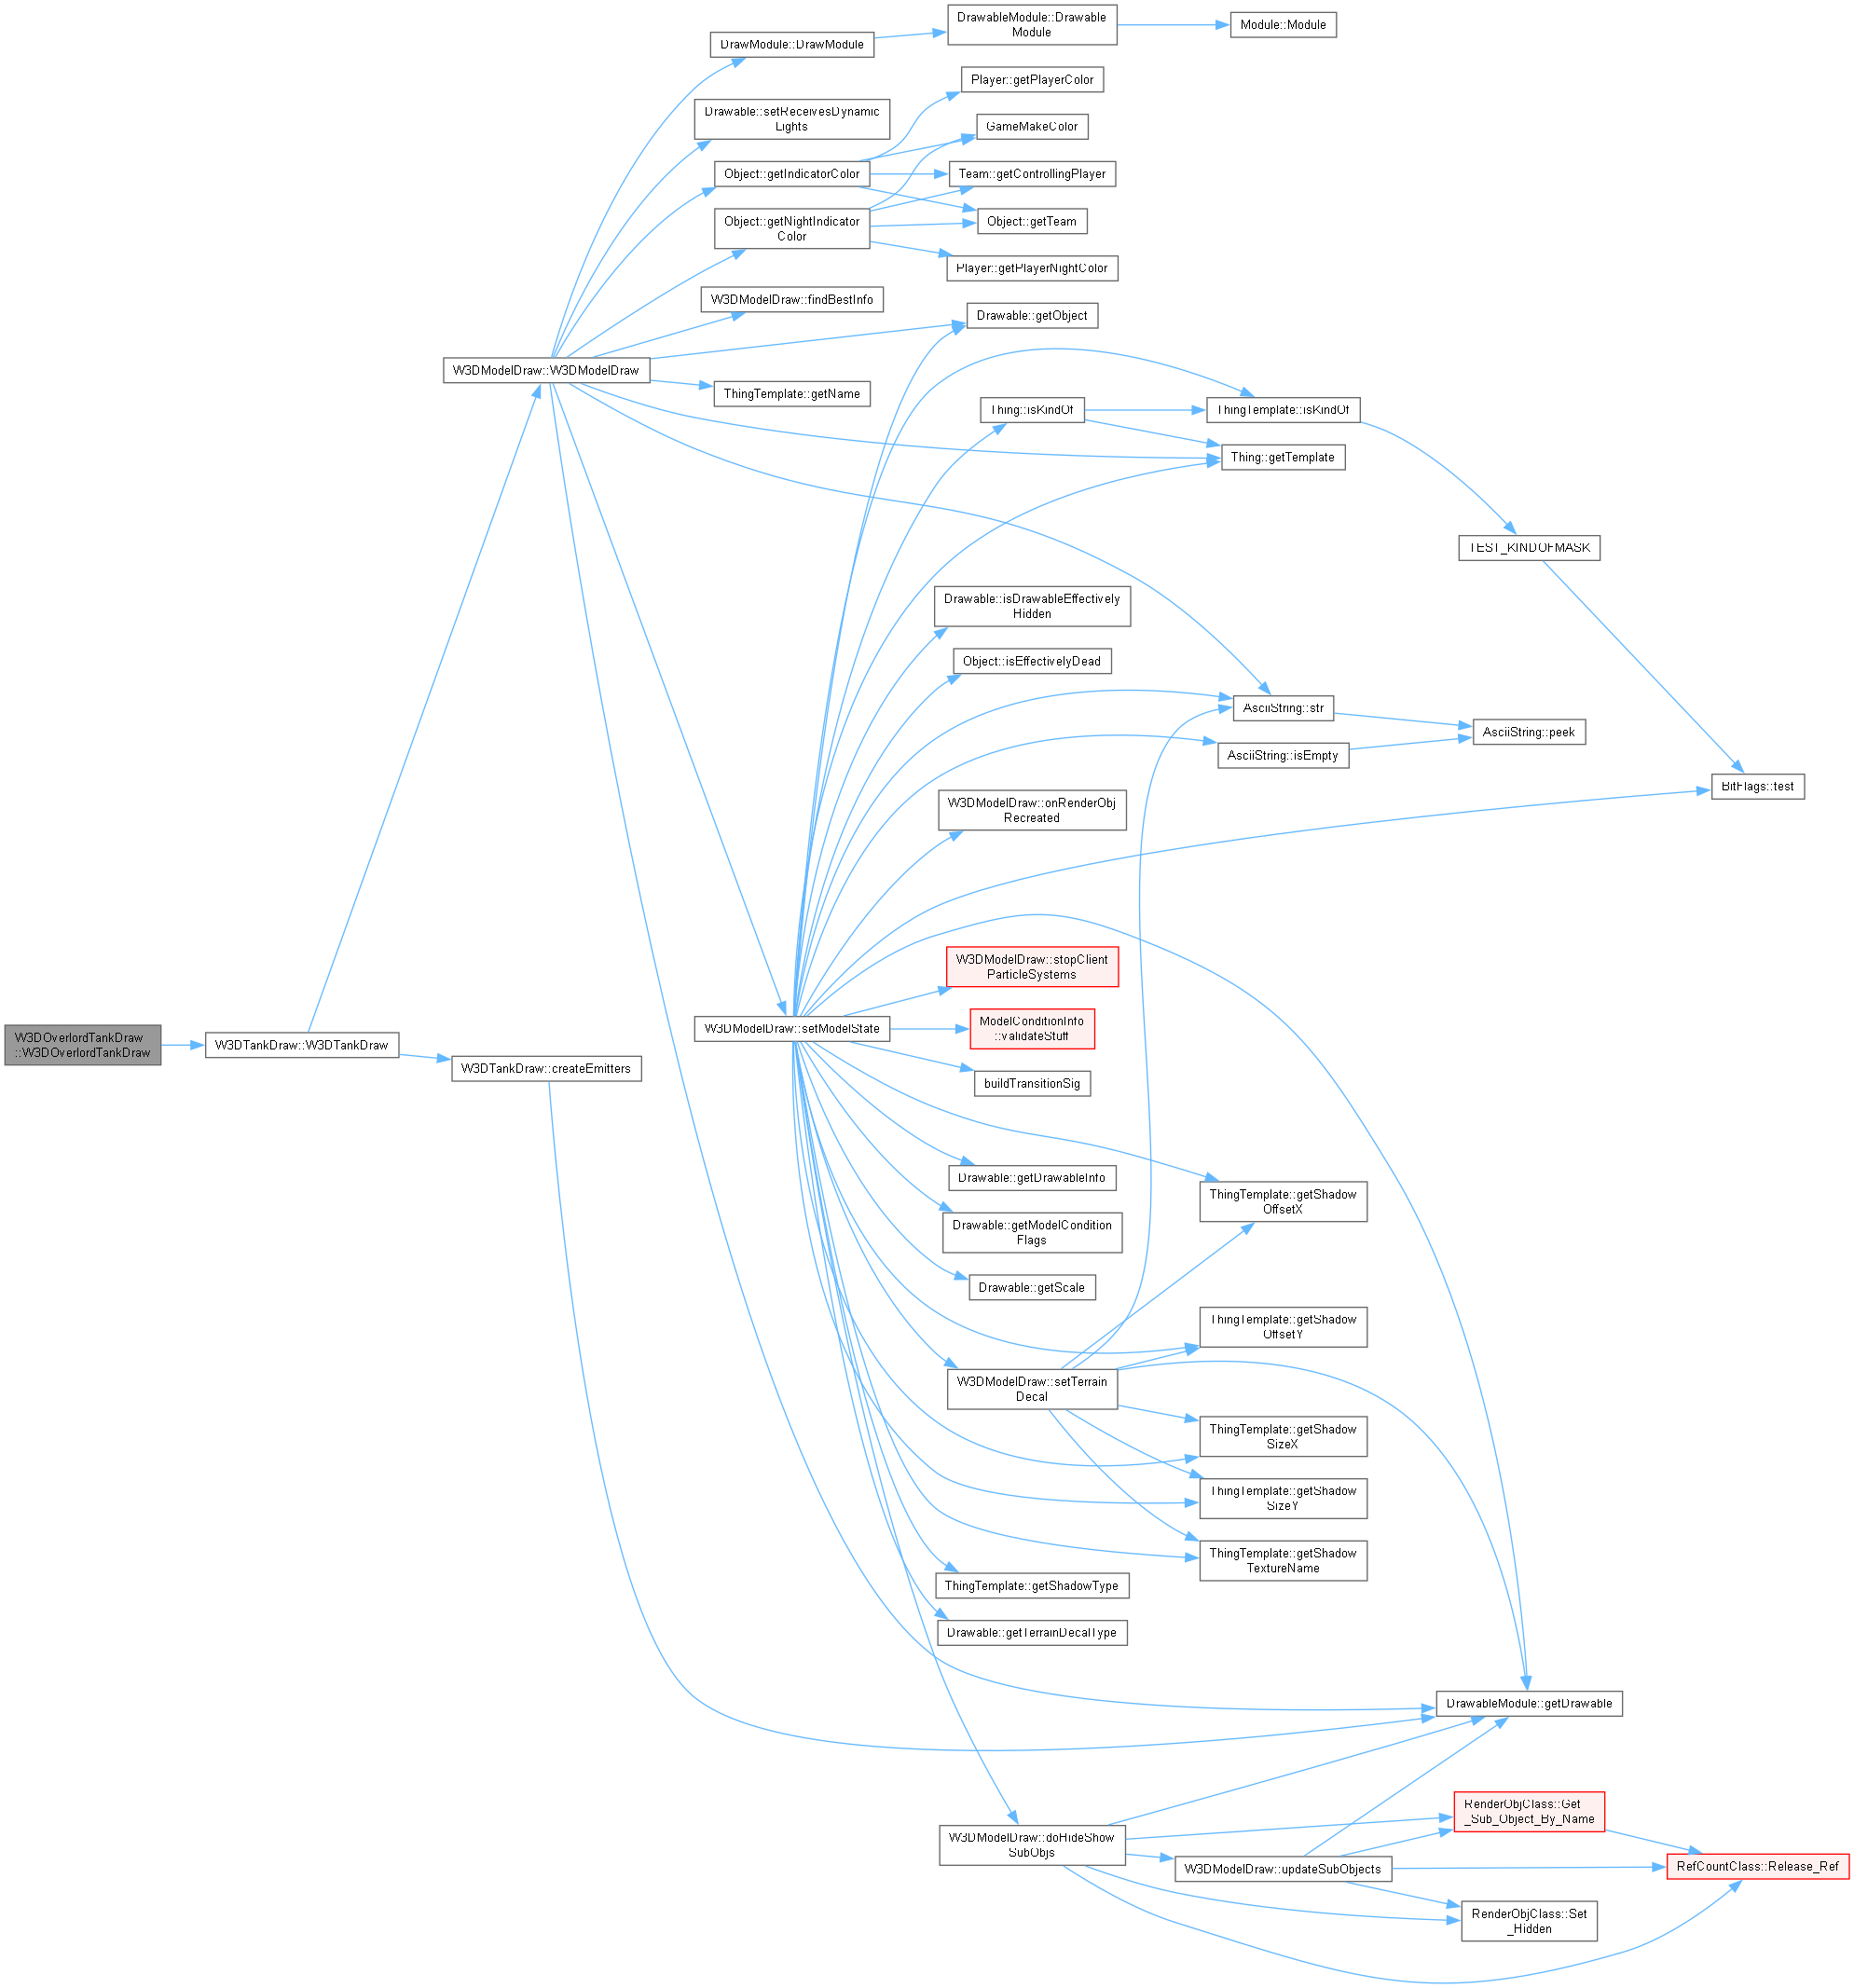 DrawableModule::Drawable
Module
Module::Module
DrawModule::DrawModule
Player::getPlayerColor
Drawable::setReceivesDynamic
Lights
GameMakeColor
Object::getIndicatorColor
Team::getControllingPlayer
Object::getNightIndicator
Color
Object::getTeam
Player::getPlayerNightColor
W3DModelDraw::findBestInfo
Drawable::getObject
W3DModelDraw::W3DModelDraw
ThingTemplate::getName
Thing::isKindOf
ThingTemplate::isKindOf
Thing::getTemplate
TEST_KINDOFMASK
Drawable::isDrawableEffectively
Hidden
Object::isEffectivelyDead
AsciiString::str
AsciiString::peek
AsciiString::isEmpty
BitFlags::test
W3DModelDraw::onRenderObj
Recreated
W3DModelDraw::stopClient
ParticleSystems
W3DModelDraw::setModelState
ModelConditionInfo
::validateStuff
W3DOverlordTankDraw
::W3DOverlordTankDraw
W3DTankDraw::W3DTankDraw
W3DTankDraw::createEmitters
buildTransitionSig
Drawable::getDrawableInfo
ThingTemplate::getShadow
OffsetX
Drawable::getModelCondition
Flags
Drawable::getScale
ThingTemplate::getShadow
OffsetY
W3DModelDraw::setTerrain
Decal
ThingTemplate::getShadow
SizeX
ThingTemplate::getShadow
SizeY
ThingTemplate::getShadow
TextureName
ThingTemplate::getShadowType
Drawable::getTerrainDecalType
DrawableModule::getDrawable
RenderObjClass::Get
_Sub_Object_By_Name
W3DModelDraw::doHideShow
SubObjs
W3DModelDraw::updateSubObjects
RefCountClass::Release_Ref
RenderObjClass::Set
_Hidden